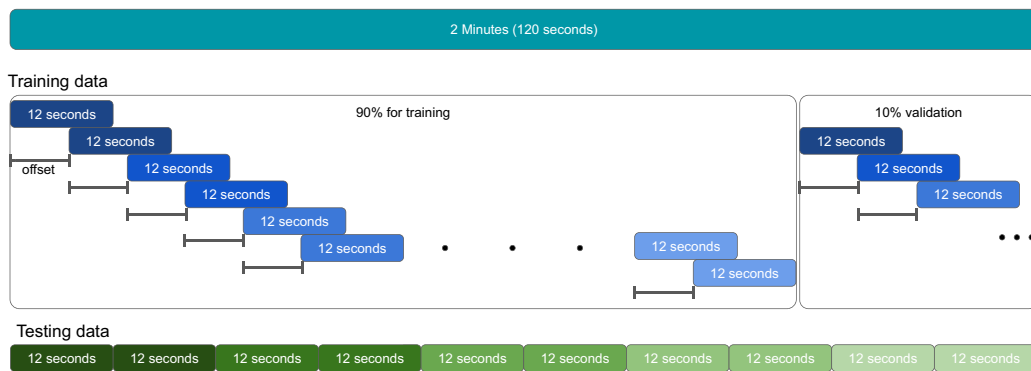 2 Minutes (120 seconds)
Training data
90% for training
10% validation
12 seconds
12 seconds
12 seconds
12 seconds
12 seconds
12 seconds
12 seconds
12 seconds
offset
12 seconds
12 seconds
12 seconds
Testing data
12 seconds 12 seconds 12 seconds 12 seconds 12 seconds 12 seconds 12 seconds 12 seconds 12 seconds 12 seconds